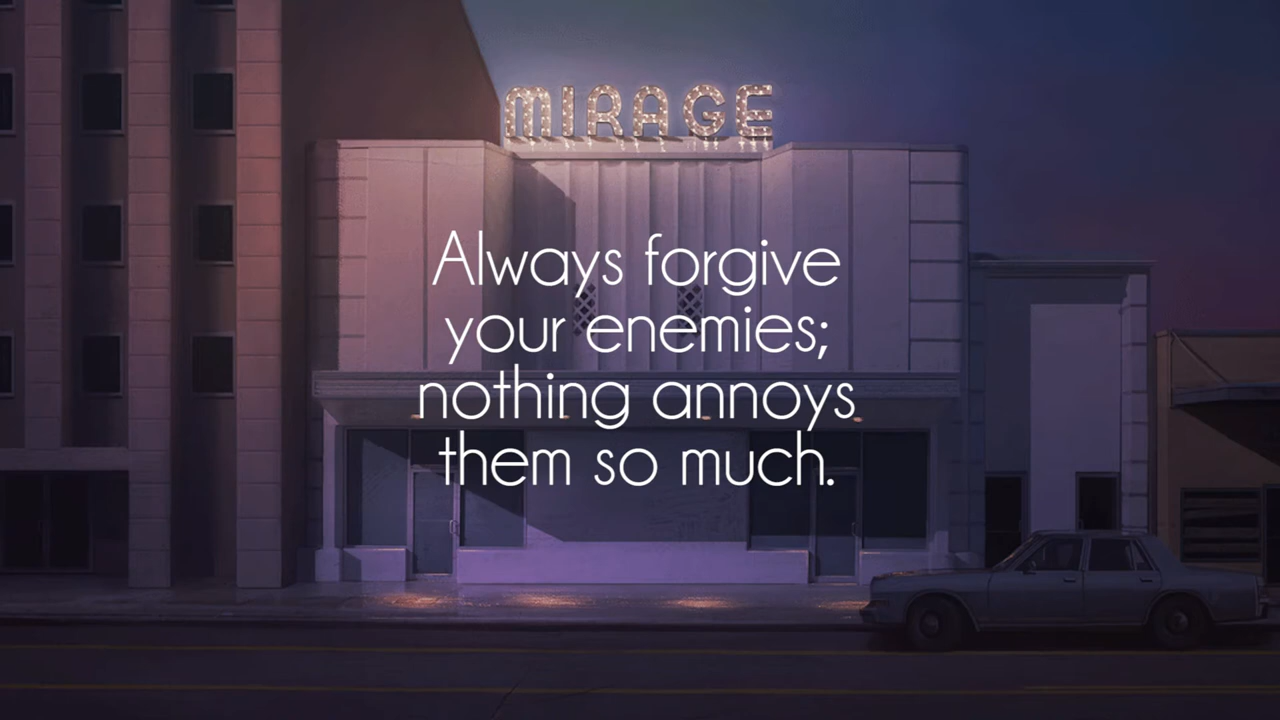 MIRAGE
Always forgive
your enemies;
nothing annoys
them so much.